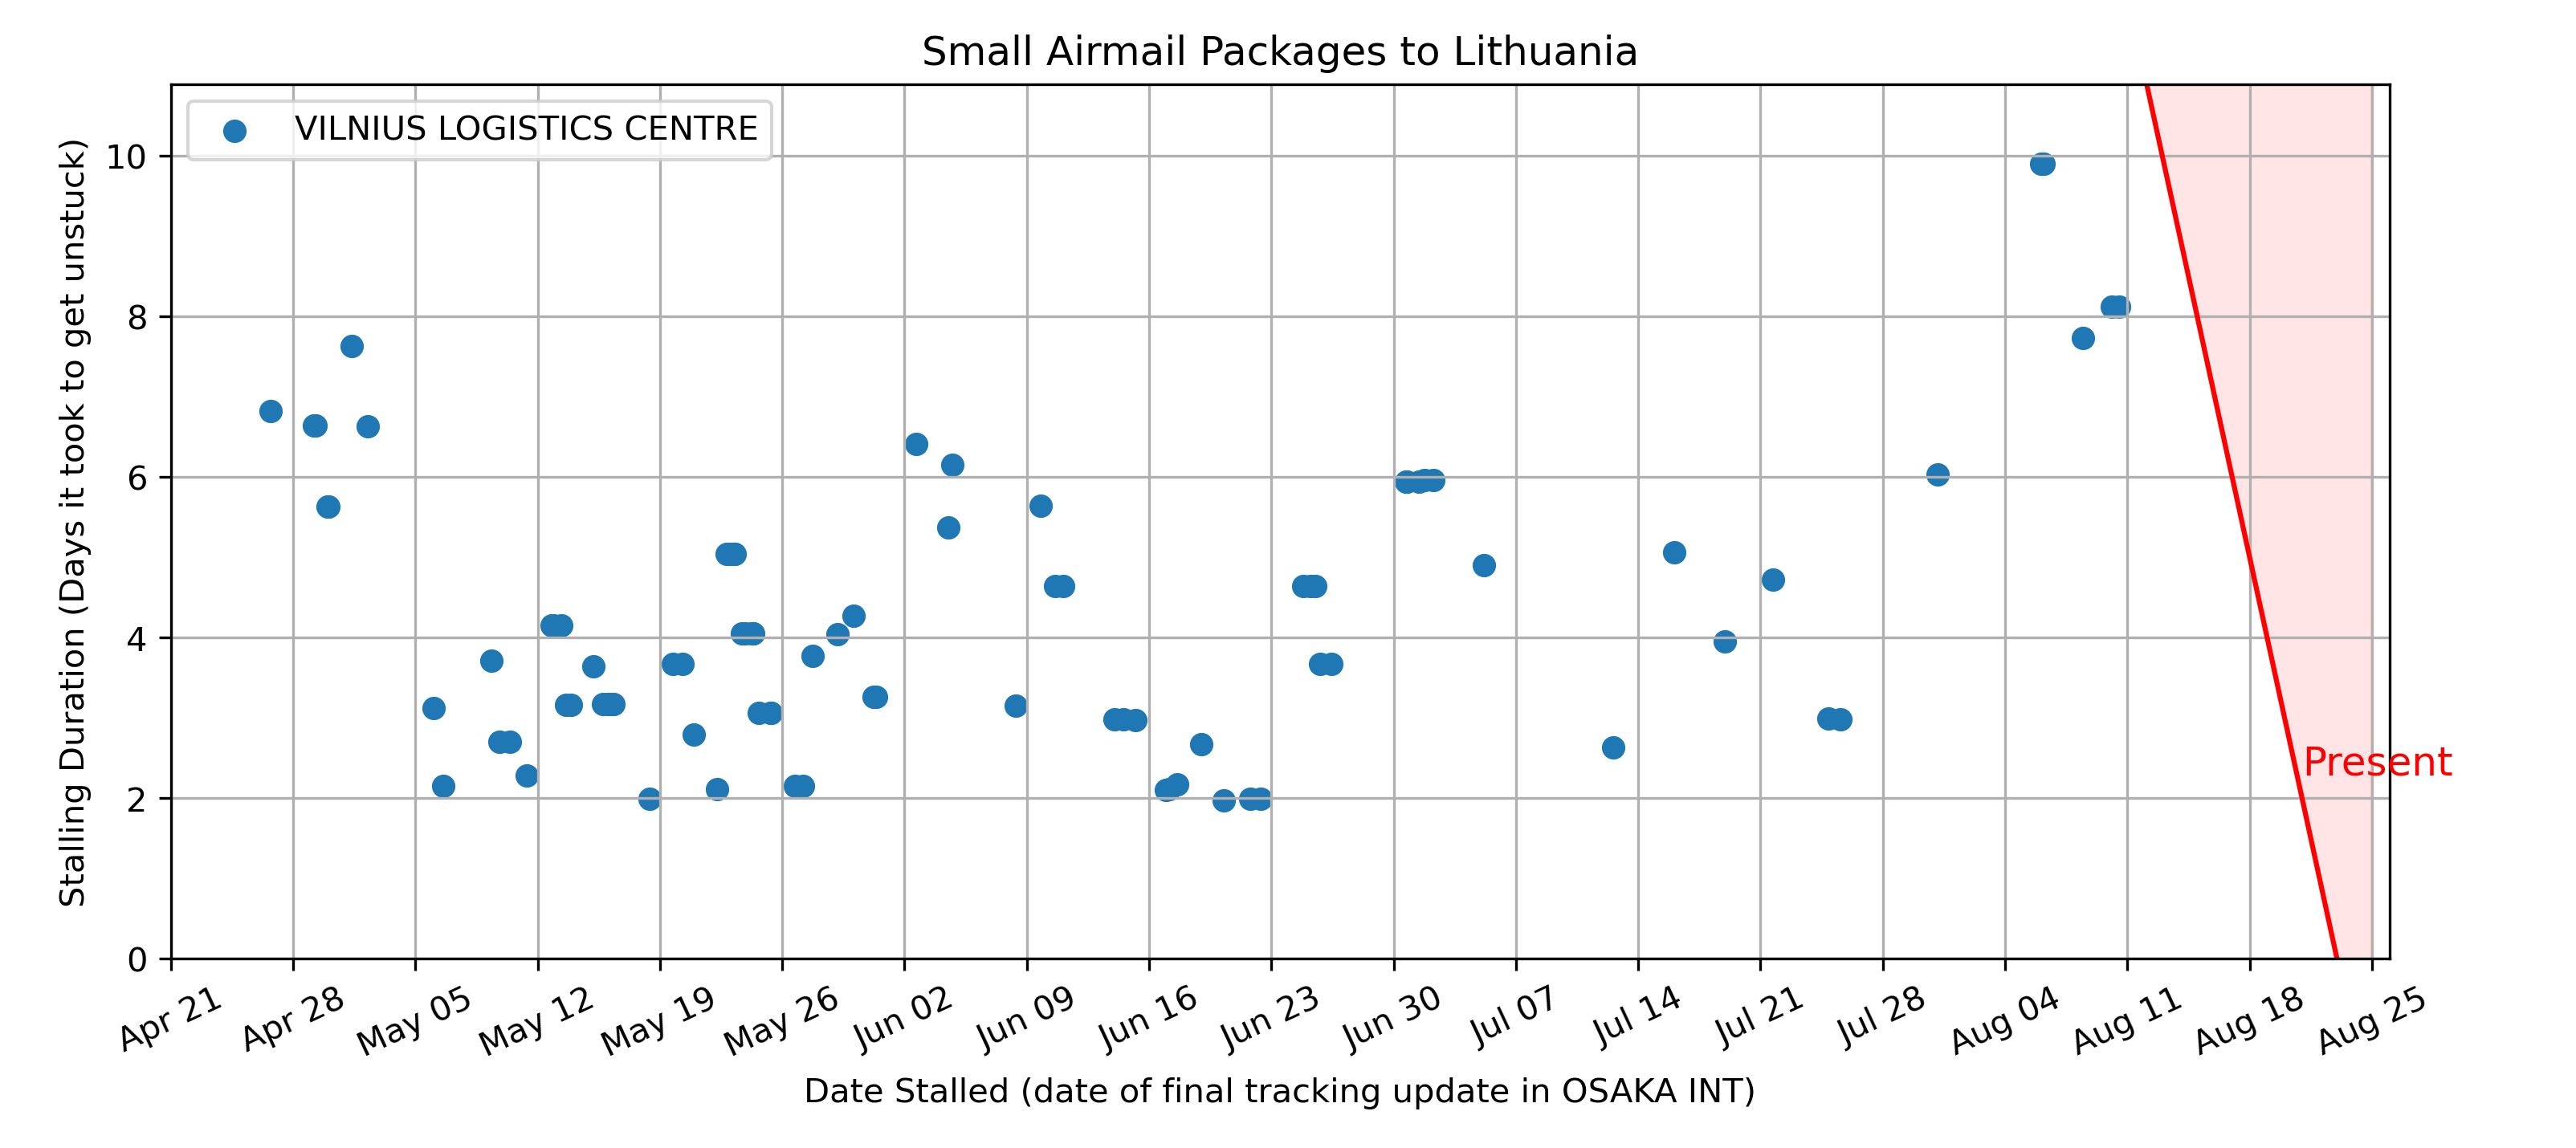 Small Airmail Packages to Lithuania
VILNIUS LOGISTICS CENTRE
Stalling Duration (Days it took to get unstuck)
10
8
6
4
2
0
Present
Apr 21
Apr 28
May 05
May 12
May 19
May 26
Jun 02
Jun 09
Jun 16
Jun 23
Jun 30
Jul 07
Jul 14
Jul 21
Jul 28
Aug 04
Aug 11
Aug 18
Aug 25
Date Stalled (date of final tracking update in OSAKA INT)